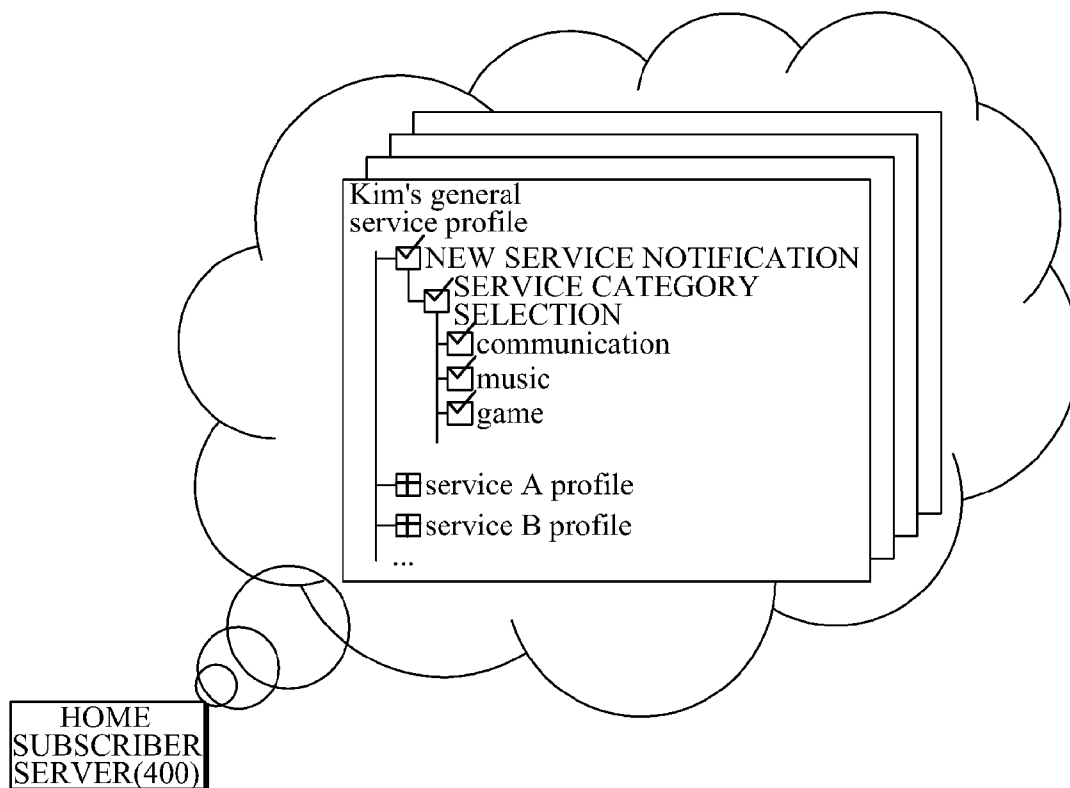 Kim's general
service profile
NEW SERVICE NOTIFICATION
SERVICE CATEGORY
SELECTION
communication
music
game
service A profile
service B profile
...
HOME
SUBSCRIBER
SERVER(400)